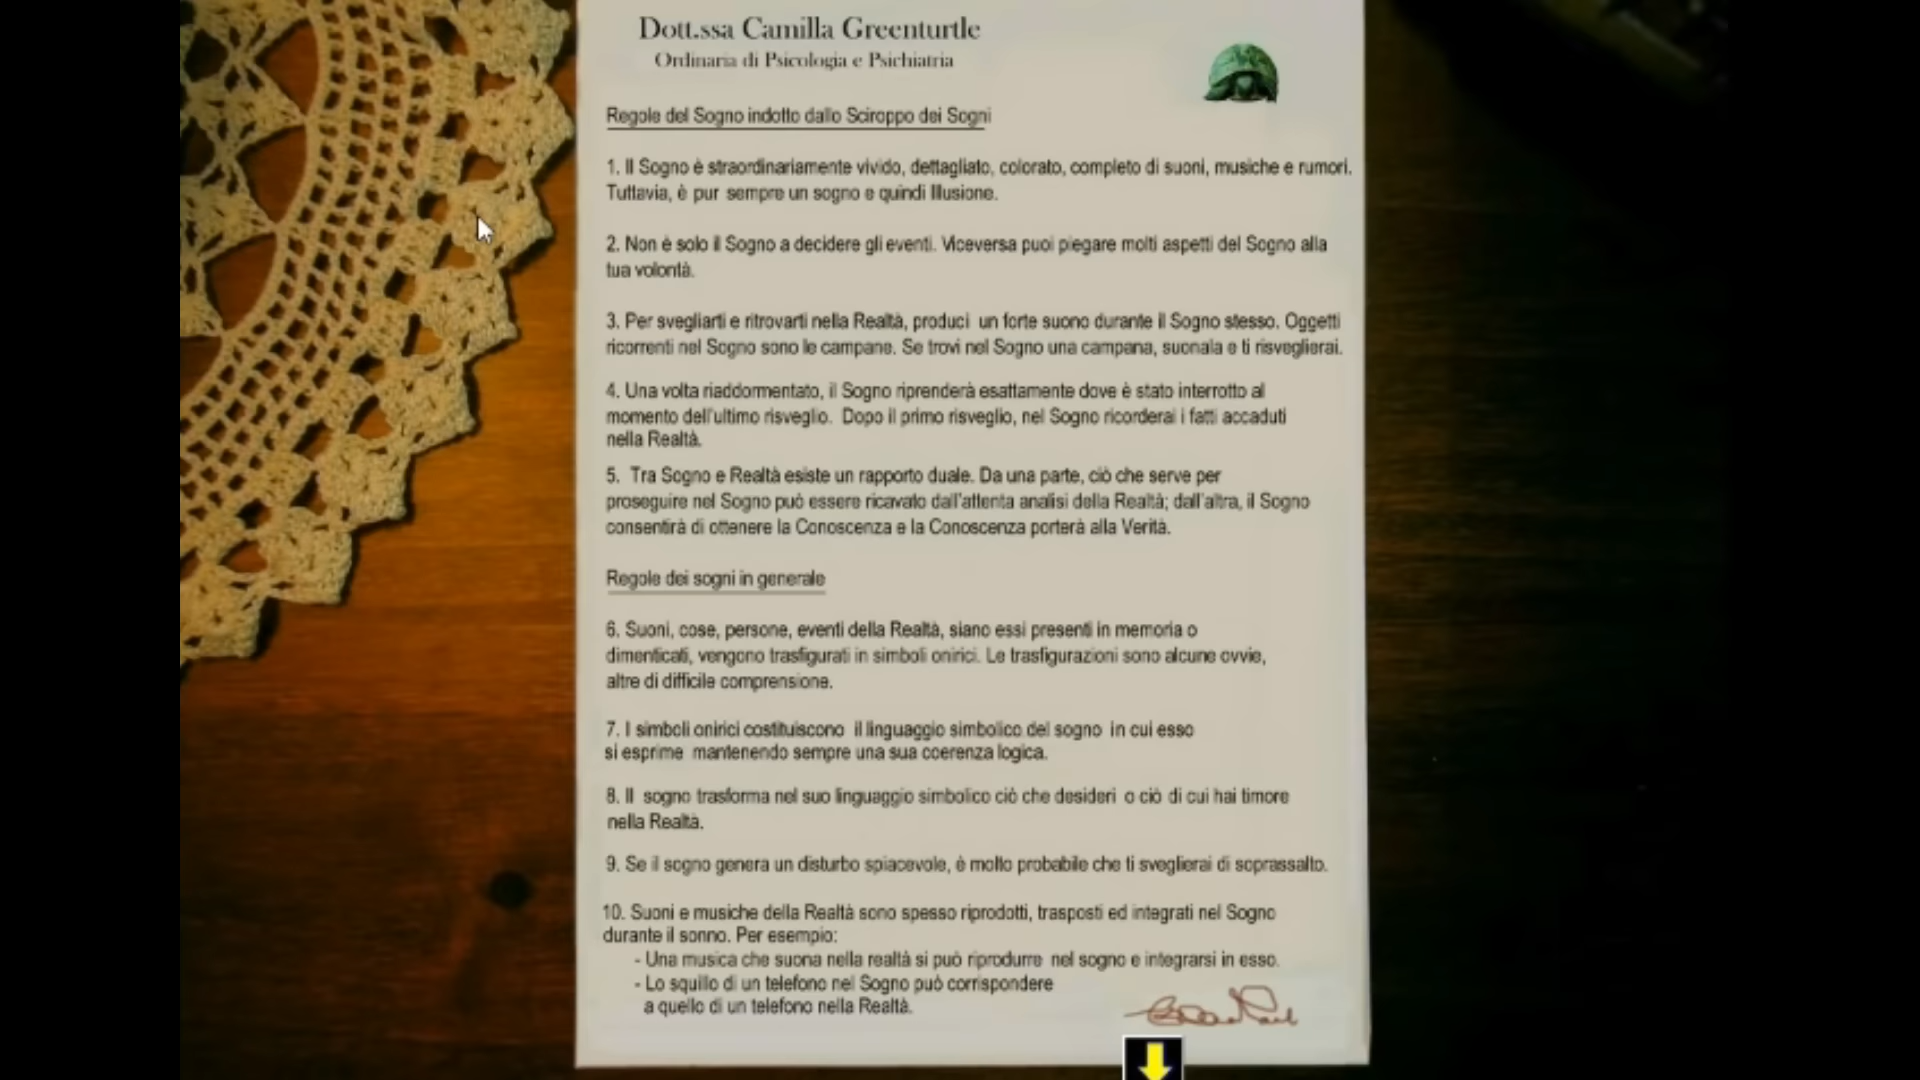 Dott.ssa Camilla Greenturtle
Ordinaria di Psicologia e Psichiatria
Regole del Sogno indotto dallo Sciroppo dei Sogni
1. Il Sogno è straordinariamente vivido, dettagliato, colorato, completo di suoni, musiche e rumori.
Tuttavia, è pur sempre un sogno e quindi Illusione.
2. Non è solo il Sogno a decidere gli eventi. Viceversa puoi piegare molti aspetti del Sogno alla
tua volontà.
3. Per svegliarti e ritrovarti nella Realtà, produci un forte suono durante il Sogno stesso. Oggetti
ricorrenti nel Sogno sono le campane. Se trovi nel Sogno una campana, suonala e ti risveglierai.
4. Una volta riaddormentato, il Sogno riprenderà esattamente dove è stato interrotto al
momento dell'ultimo risveglio. Dopo il primo risveglio, nel Sogno ricorderai i fatti accaduti
nella Realtà.
5. Tra Sogno e Realtà esiste un rapporto duale. Da una parte, ciò che serve per
proseguire nel Sogno può essere ricavato dall'attenta analisi della Realtà; dall'altra, il Sogno
consentirà di ottenere la Conoscenza e la Conoscenza porterà alla Verità.
Regole dei sogni in generale
6. Suoni, cose, persone, eventi della Realtà, siano essi presenti in memoria o
dimenticati, vengono trasfigurati in simboli onirici. Le trasfigurazioni sono alcune ovvie,
altre di difficile comprensione.
7. I simboli onirici costituiscono il linguaggio simbolico del sogno in cui esso
si esprime mantenendo sempre una sua coerenza logica.
8. Il sogno trasforma nel suo linguaggio simbolico ciò che desideri o ciò di cui hai timore
nella Realtà.
9. Se il sogno genera un disturbo spiacevole, è molto probabile che ti sveglierai di soprassalto.
10. Suoni e musiche della Realtà sono spesso riprodotti, trasposti ed integrati nel Sogno
durante il sonno. Per esempio:
- Una musica che suona nella realtà si può riprodurre nel sogno e integrarsi in esso.
- Lo squillo di un telefono nel Sogno può corrispondere
a quello di un telefono nella Realtà.